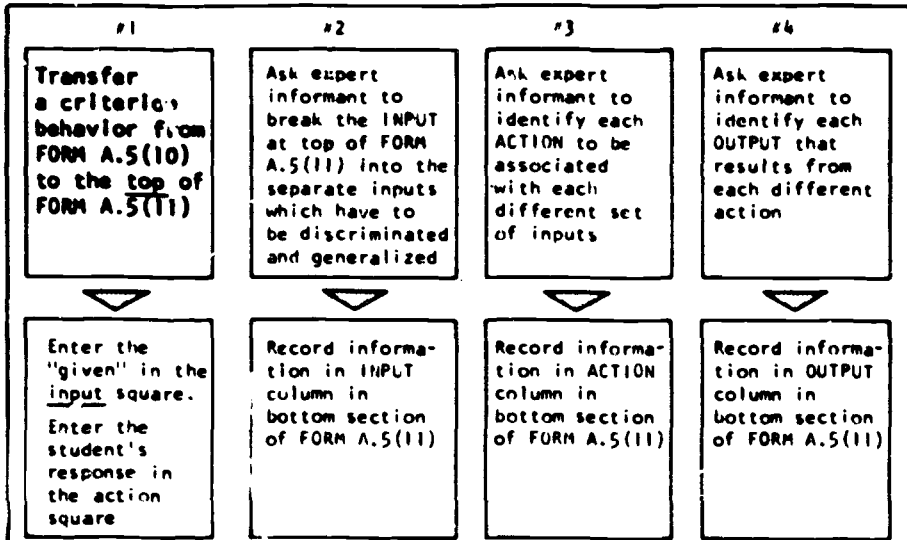 #1
Transfer
a criterion
behavior from
FORM A.5(10)
to the top of
FORM A.5(11)
Enter the
"given" in the
input square.
Enter the
student's
response in
the action
square
#2
Ask expert
informant to
break the INPUT
at top of FORM
A.5(11) into the
separate inputs
which have to
be discriminated
and generalized
Record informa-
tion in INPUT
column in
bottom section
of FORM A.5(11)
#3
Ask expert
informant to
identify each
ACTION to be
associated
with each
different set
of inputs
Record informa-
tion in ACTION
column in
bottom section
of FORM A.5(11)
#4
Ask expert
informant to
identify each
OUTPUT that
results from
each different
action
Record informa-
tion in OUTPUT
column in
bottom section
of FORM A.5(11)